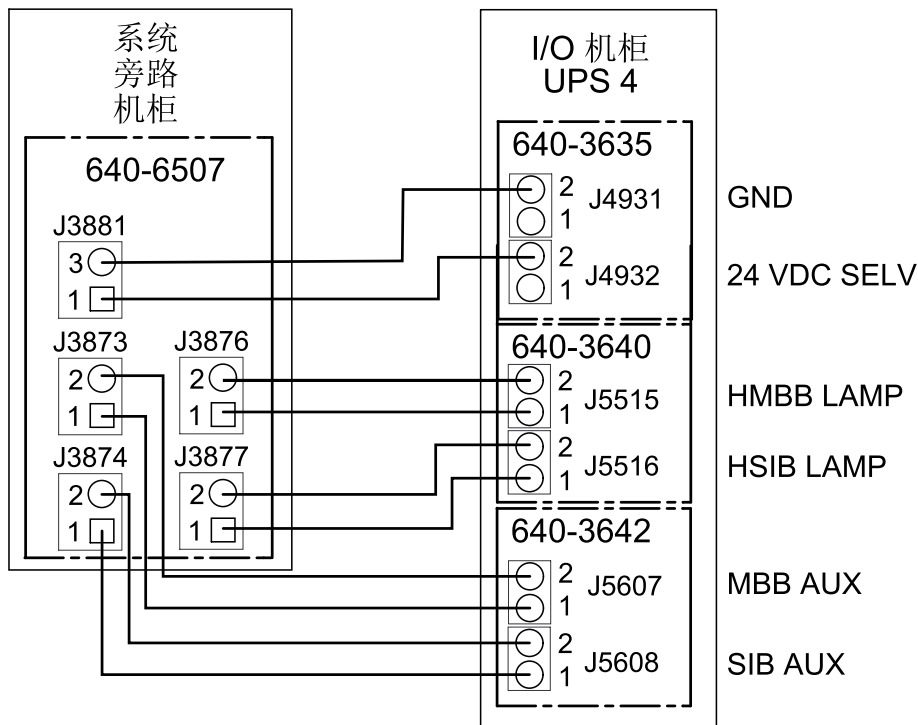 系统
旁路
机柜
640-6507
J3881
3
1
J3873
2
1
J3876
2
1
J3874
2
1
J3877
2
1
I/O 机柜
UPS 4
640-3635
2
1
J4931
GND
2
1
J4932
24 VDC SELV
640-3640
2
1
J5515
HMBB LAMP
2
1
J5516
HSIB LAMP
640-3642
2
1
J5607
MBB AUX
2
1
J5608
SIB AUX